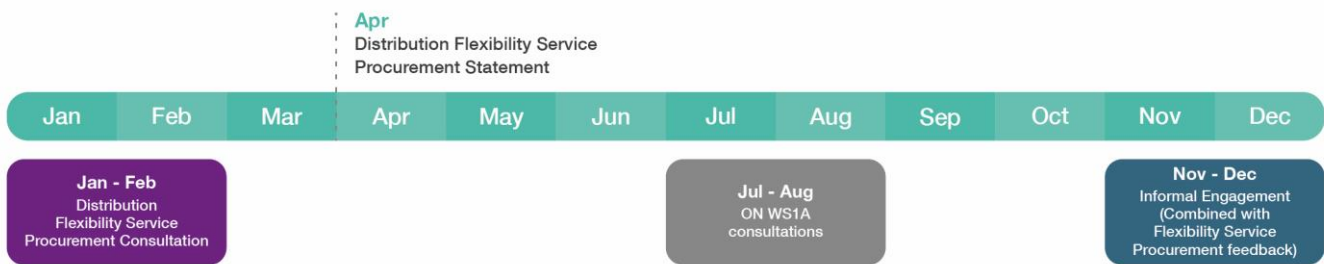 Apr
Distribution Flexibility Service
Procurement Statement
Jan Feb Mar Apr May Jun Jul Aug Sep Oct Nov Dec
Jan - Feb
Distribution
Flexibility Service
Procurement Consultation
Jul - Aug
ON WS1A
consultations
Nov - Dec
Informal Engagement
(Combined with
Flexibility Service
Procurement feedback)